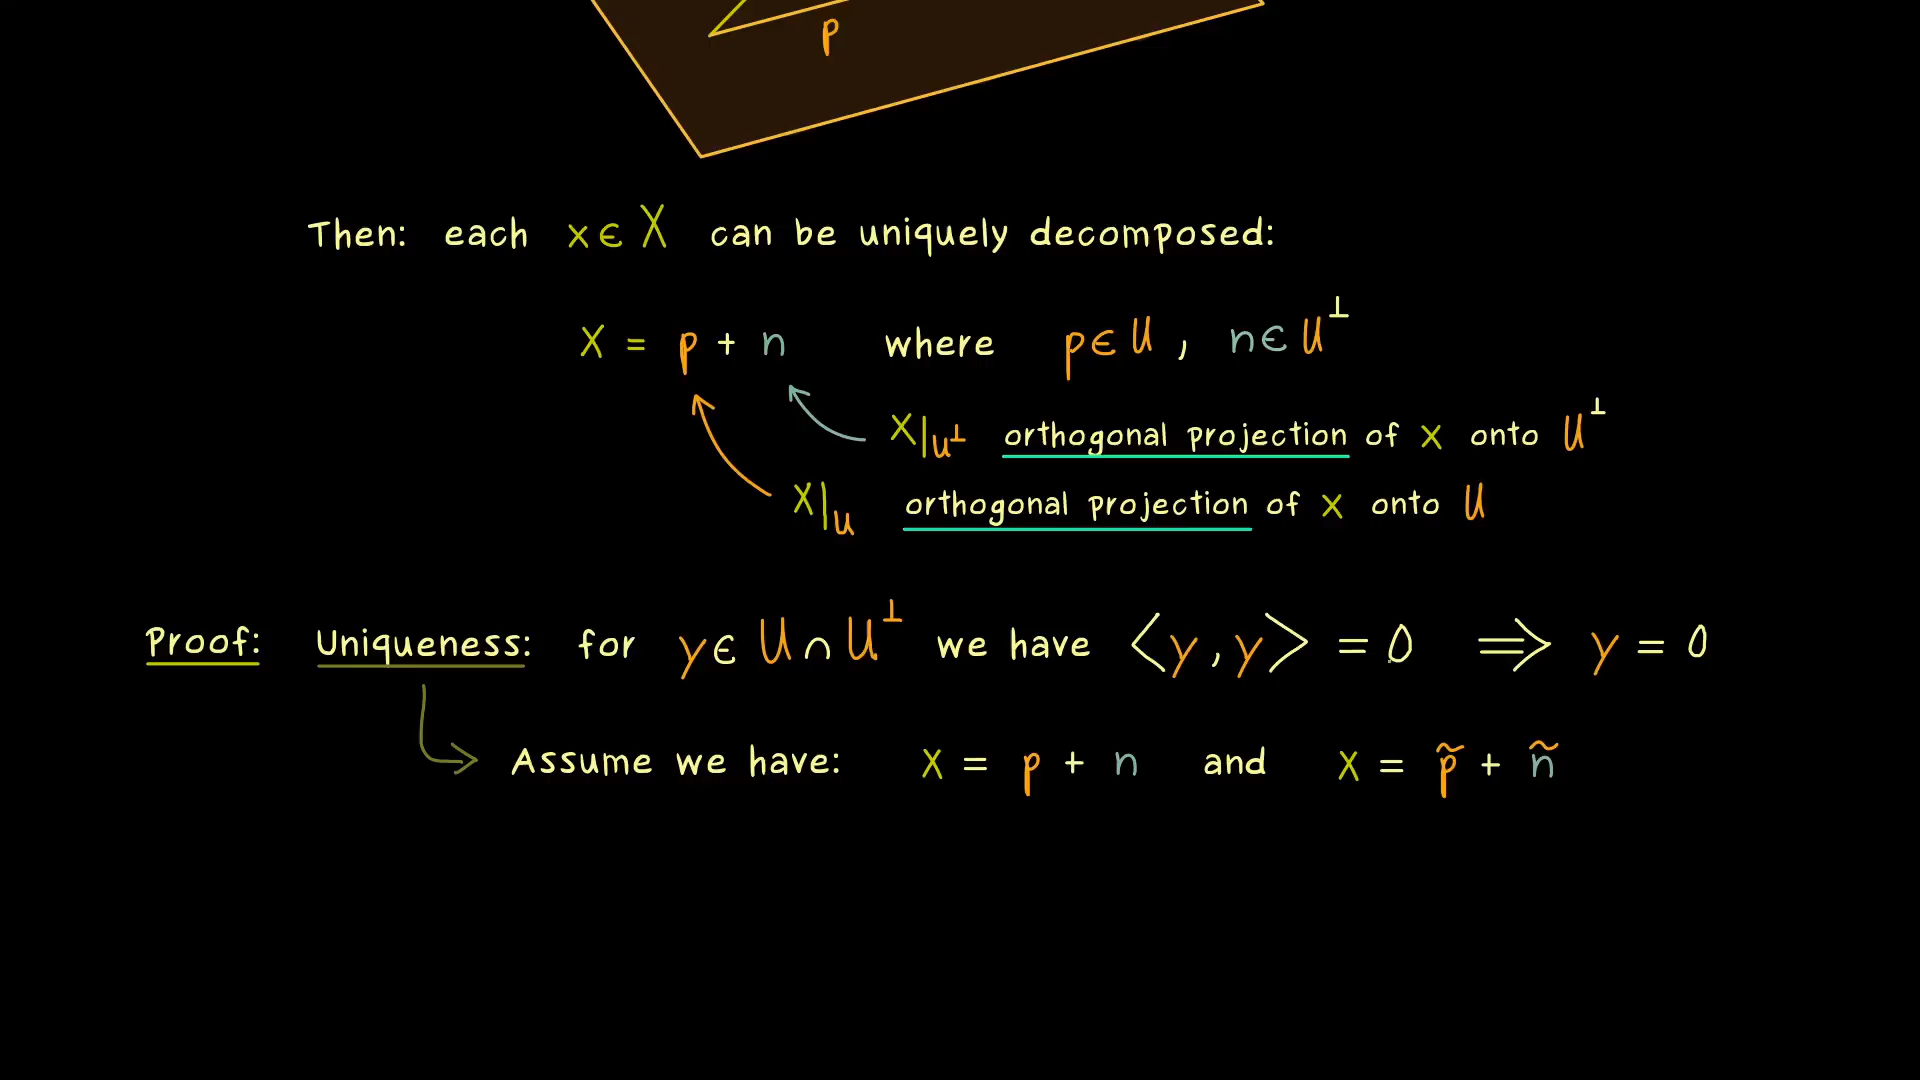 p
Then: each x ∈ X can be uniquely decomposed:
x = p + n where p ∈ U , n ∈ U⊥
x|U⊥ orthogonal projection of x onto U⊥
x|U orthogonal projection of x onto U
Proof: Uniqueness: for y ∈ U ∩ U⊥ we have ⟨y, y⟩ = 0 ⟹ y = 0
Assume we have: x = p + n and x = p̃ + ñ